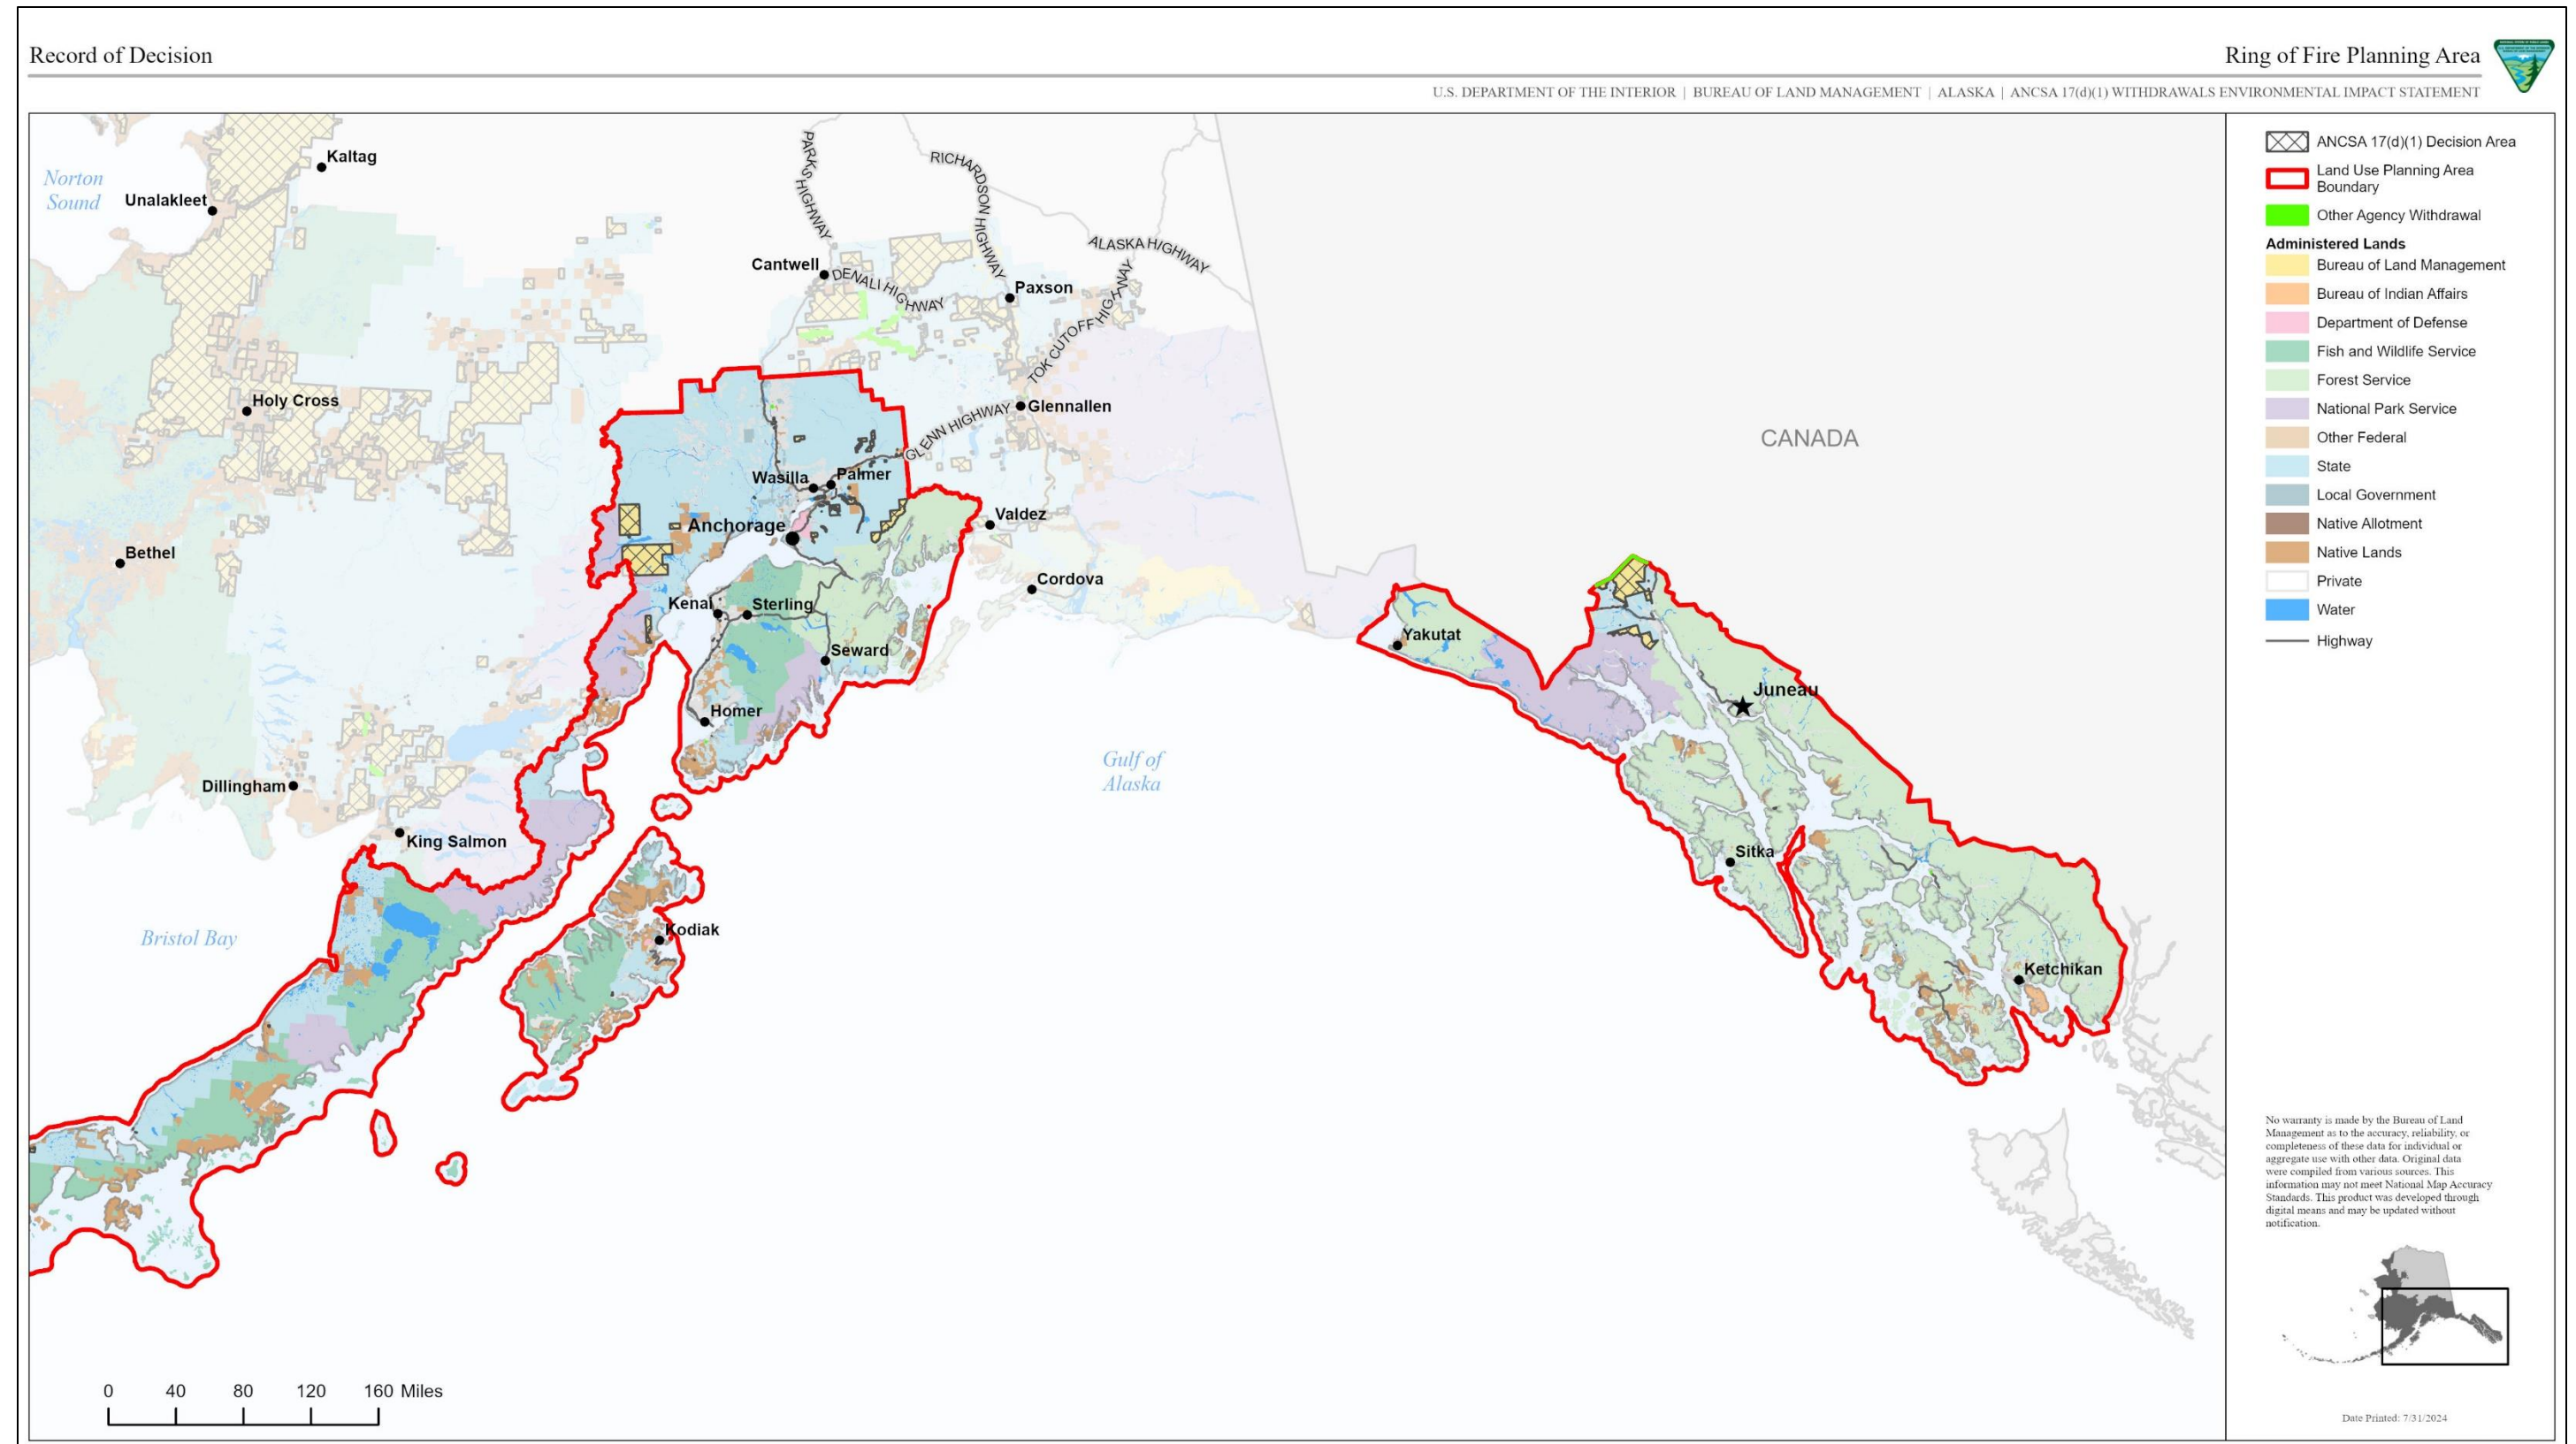 Record of Decision
Ring of Fire Planning Area
U.S. DEPARTMENT OF THE INTERIOR | BUREAU OF LAND MANAGEMENT | ALASKA | ANCSA 17(d)(1) WITHDRAWALS ENVIRONMENTAL IMPACT STATEMENT
Norton
Sound
Kaltag
Unalakleet
PARKS HIGHWAY
RICHARDSON HIGHWAY
ALASKA HIGHWAY
Cantwell
DENALI HIGHWAY
Paxson
TOK CUTOFF HIGHWAY
Holy Cross
Glennallen
GLENN HIGHWAY
CANADA
Wasilla
Palmer
Anchorage
Valdez
Bethel
Cordova
Kenai
Sterling
Yakutat
Seward
Juneau
Homer
Gulf of
Alaska
Dillingham
King Salmon
Sitka
Kodiak
Bristol Bay
Ketchikan
0 40 80 120 160 Miles
ANCSA 17(d)(1) Decision Area
Land Use Planning Area
Boundary
Other Agency Withdrawal
Administered Lands
Bureau of Land Management
Bureau of Indian Affairs
Department of Defense
Fish and Wildlife Service
Forest Service
National Park Service
Other Federal
State
Local Government
Native Allotment
Native Lands
Private
Water
Highway
No warranty is made by the Bureau of Land
Management as to the accuracy, reliability, or
completeness of these data for individual or
aggregate use with other data. Original data
were compiled from various sources. This
information may not meet National Map Accuracy
Standards. This product was developed through
digital means and may be updated without
notification.
Date Printed: 7/31/2024